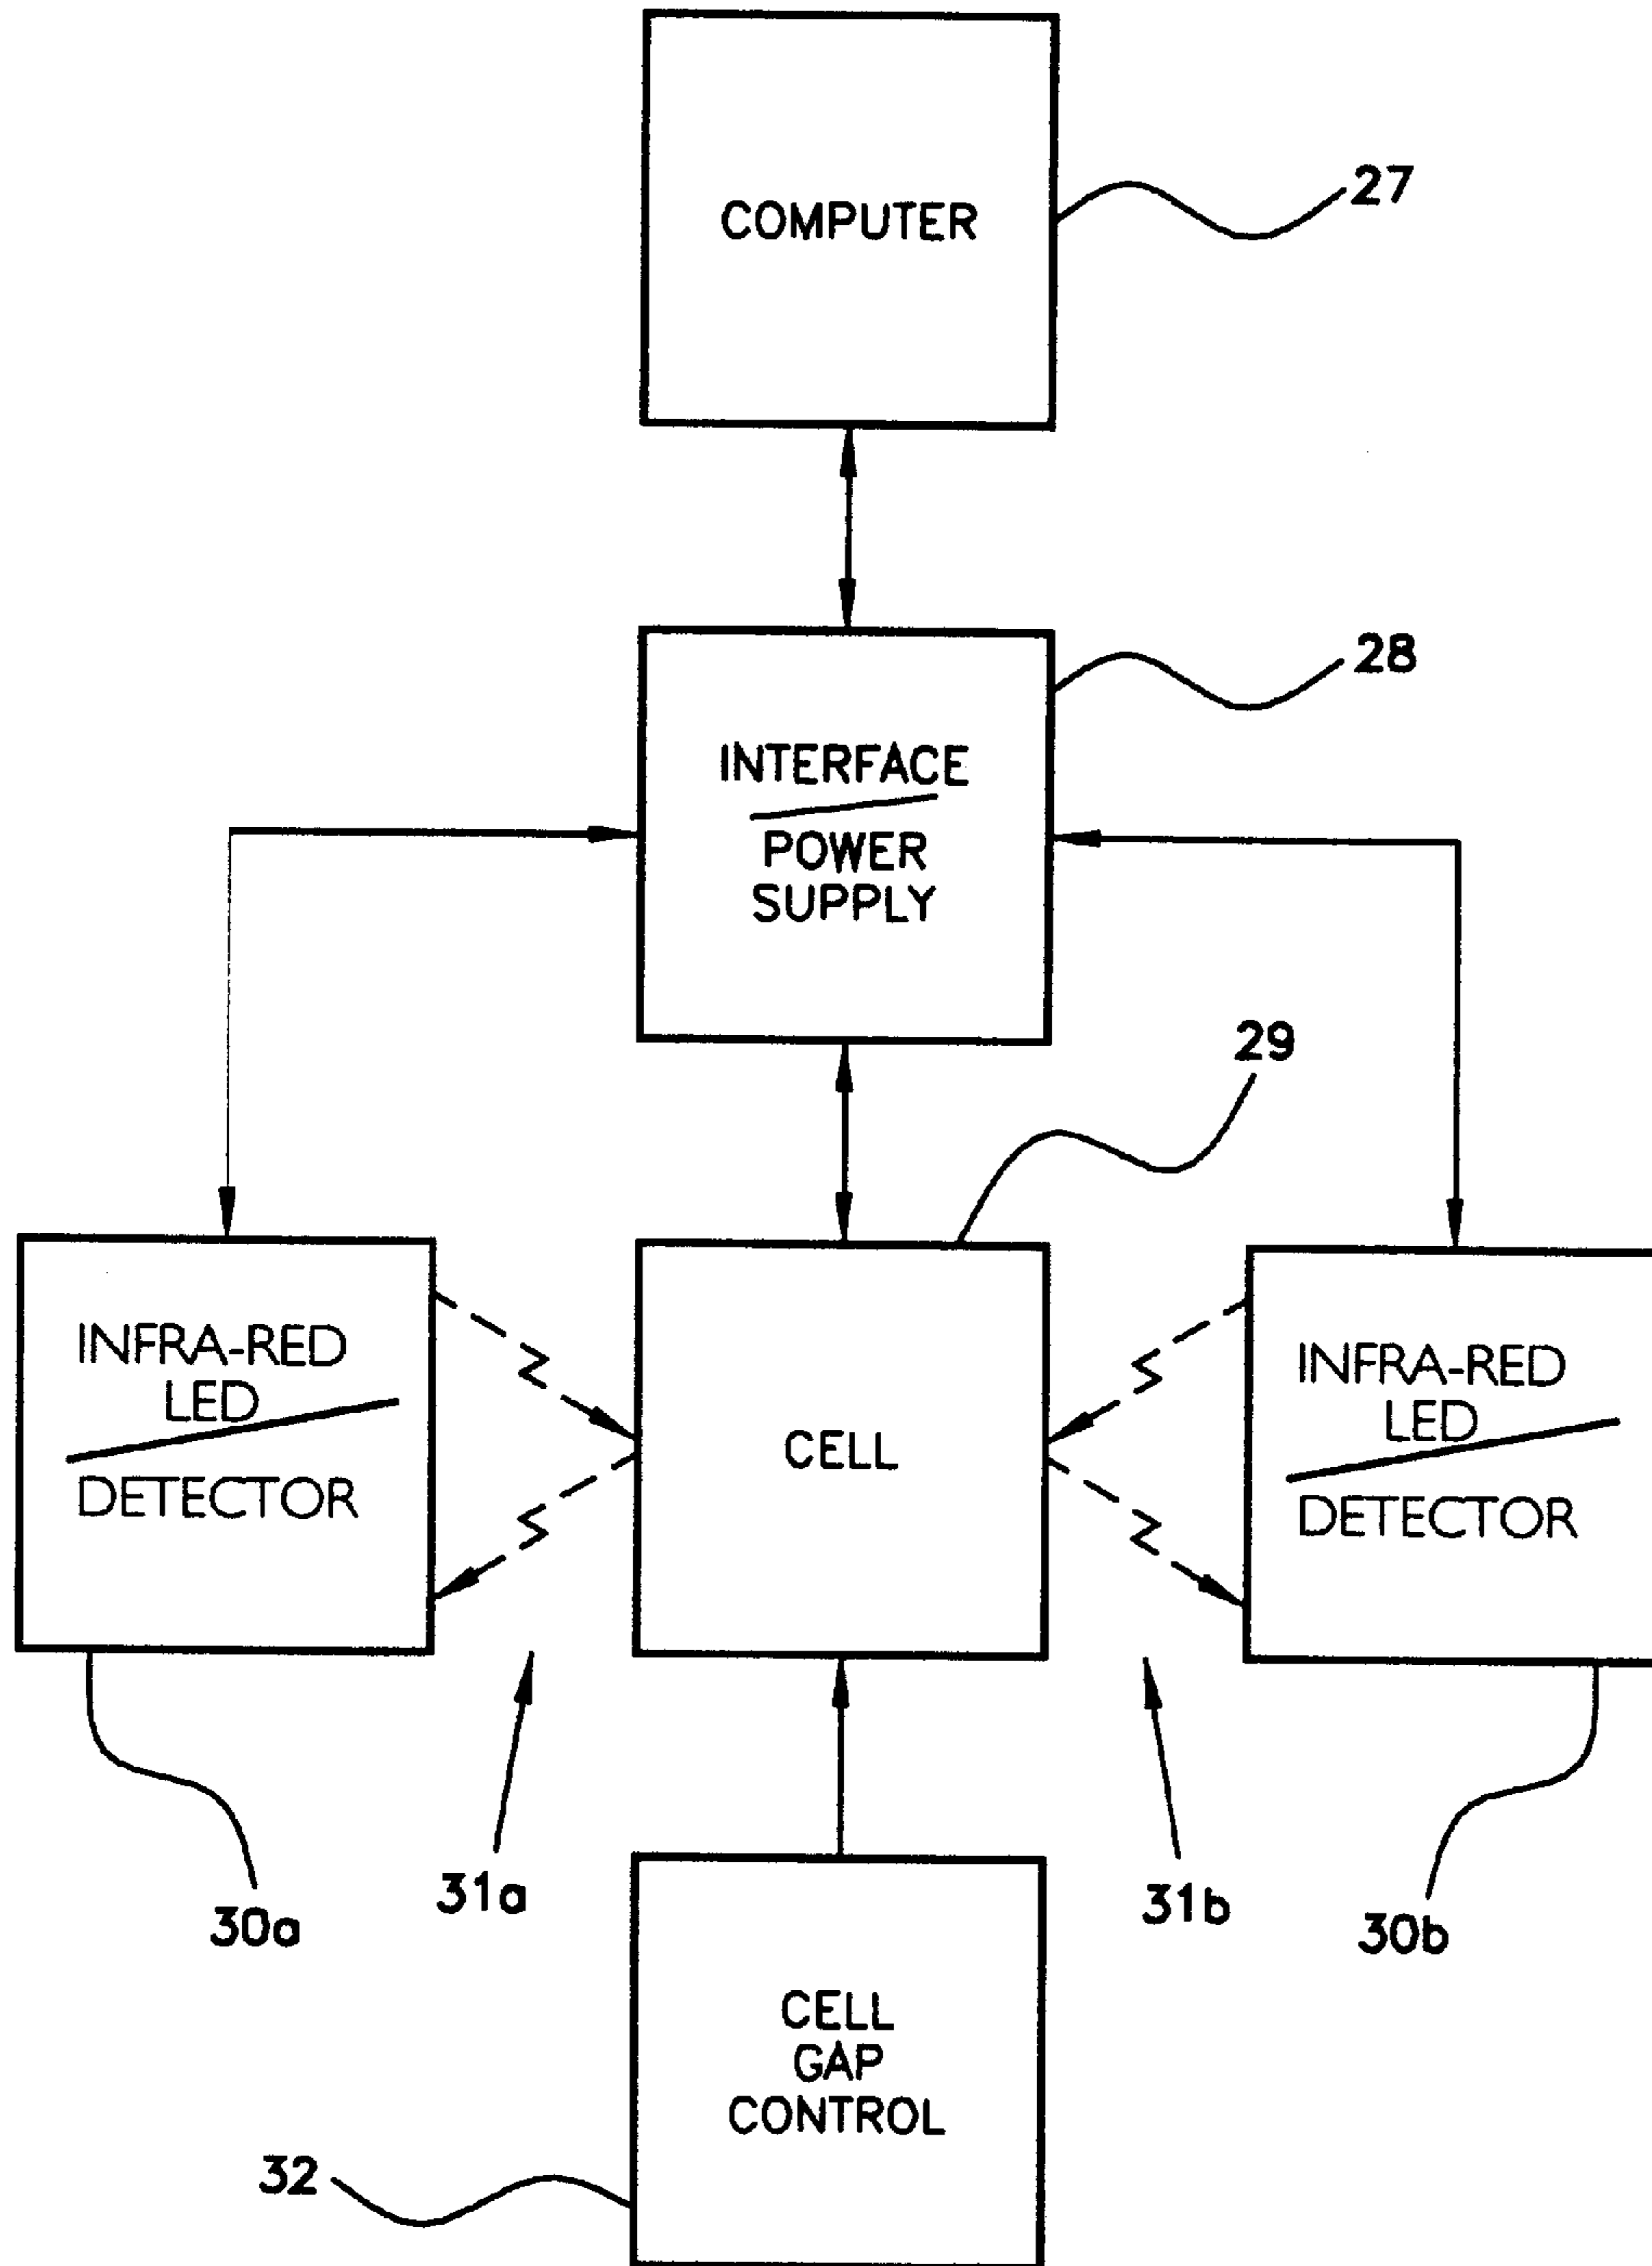 COMPUTER
27
INTERFACE
POWER
SUPPLY
28
29
INFRA-RED
LED
DETECTOR
CELL
INFRA-RED
LED
DETECTOR
30a
31a
31b
30b
CELL
GAP
CONTROL
32